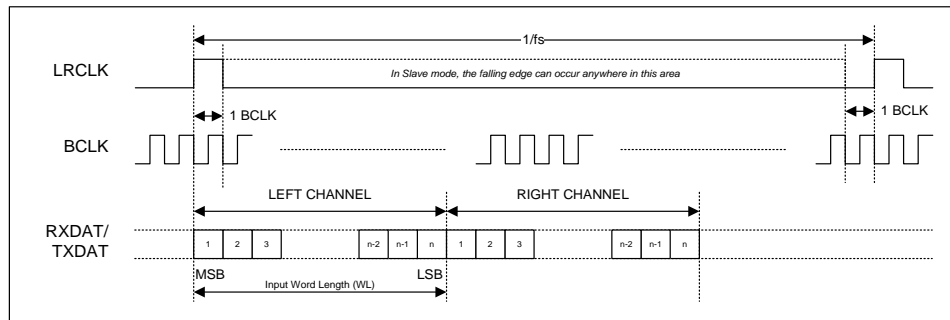 1/fs
LRCLK
In Slave mode, the falling edge can occur anywhere in this area
1 BCLK
1 BCLK
BCLK
LEFT CHANNEL
RIGHT CHANNEL
RXDAT/
TXDAT
1 2 3 n-2 n-1 n 1 2 3 n-2 n-1 n
MSB LSB
Input Word Length (WL)